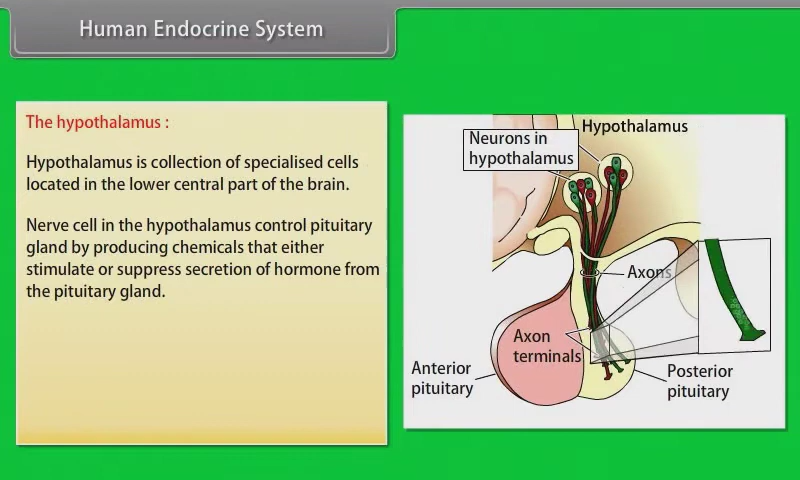 Human Endocrine System
The hypothalamus :
Hypothalamus is collection of specialised cells
located in the lower central part of the brain.
Nerve cell in the hypothalamus control pituitary
gland by producing chemicals that either
stimulate or suppress secretion of hormone from
the pituitary gland.
Hypothalamus
Neurons in
hypothalamus
Axons
Axon
terminals
Anterior
pituitary
Posterior
pituitary